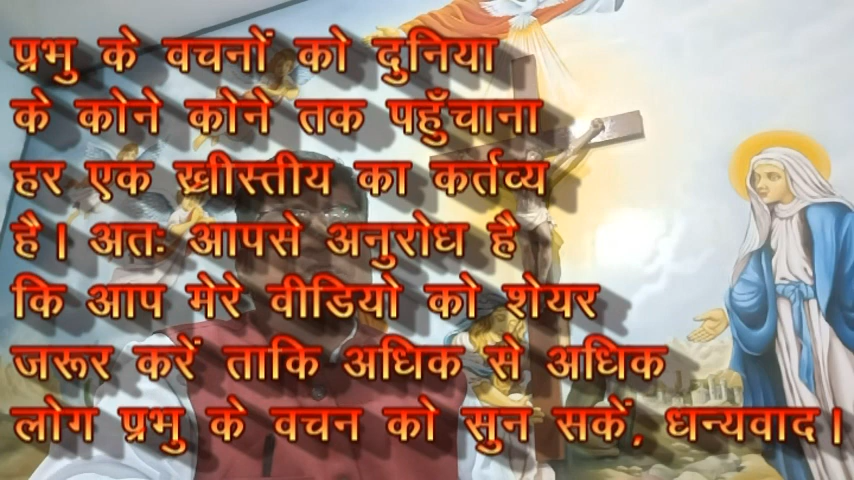 प्रभु के वचनों को दुनिया
के कोने कोने तक पहुँचाना
हर एक ख्रीस्तीय का कर्तव्य
है। अतः आपसे अनुरोध है
कि आप मेरे वीडियो को शेयर
जरूर करें ताकि अधिक से अधिक
लोग प्रभु के वचन को सुन सकें, धन्यवाद।